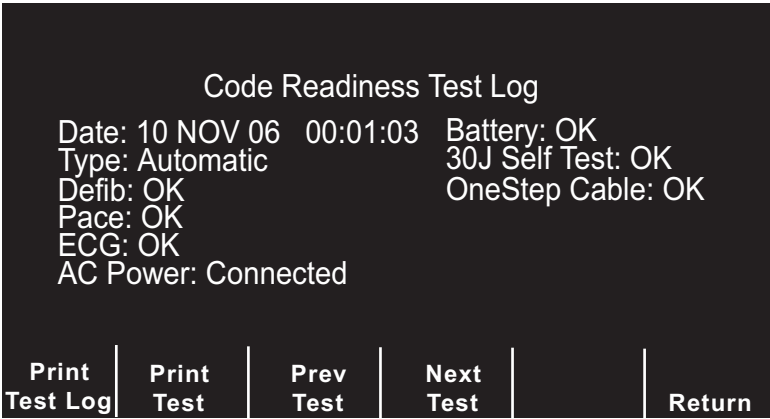 Code Readiness Test Log
Date: 10 NOV 06 00:01:03
Type: Automatic
Defib: OK
Pace: OK
ECG: OK
AC Power: Connected
Battery: OK
30J Self Test: OK
OneStep Cable: OK
Print
Test Log
Print
Test
Prev
Test
Next
Test
Return